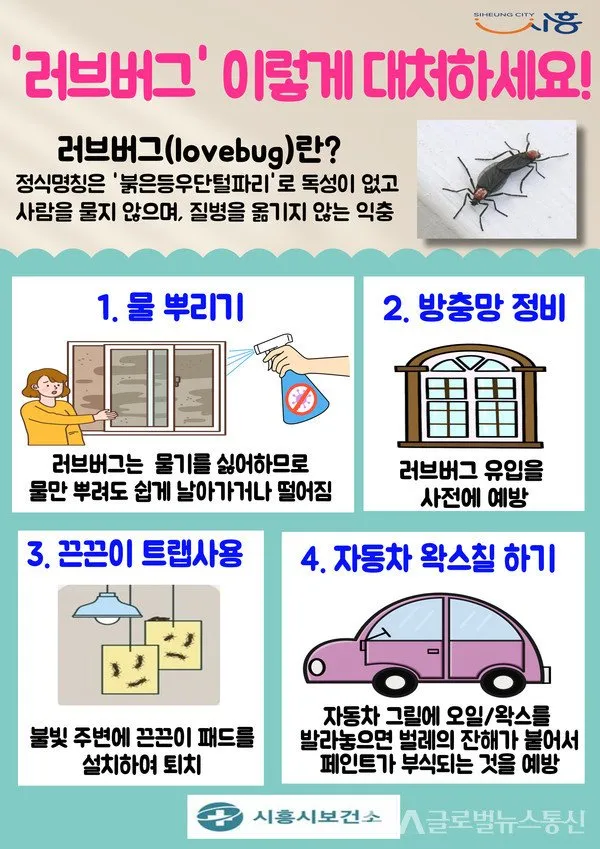 SIHEUNG CITY
시흥
'러브버그' 이렇게 대처하세요!
러브버그(lovebug)란?
정식명칭은 '붉은등우단털파리'로 독성이 없고
사람을 물지 않으며, 질병을 옮기지 않는 익충
1. 물 뿌리기
러브버그는 물기를 싫어하므로
물만 뿌려도 쉽게 날아가거나 떨어짐
2. 방충망 정비
러브버그 유입을
사전에 예방
3. 끈끈이 트랩사용
불빛 주변에 끈끈이 패드를
설치하여 퇴치
4. 자동차 왁스칠 하기
자동차 그릴에 오일/왁스를
발라놓으면 벌레의 잔해가 붙어서
페인트가 부식되는 것을 예방
시흥시보건소
글로벌뉴스통신